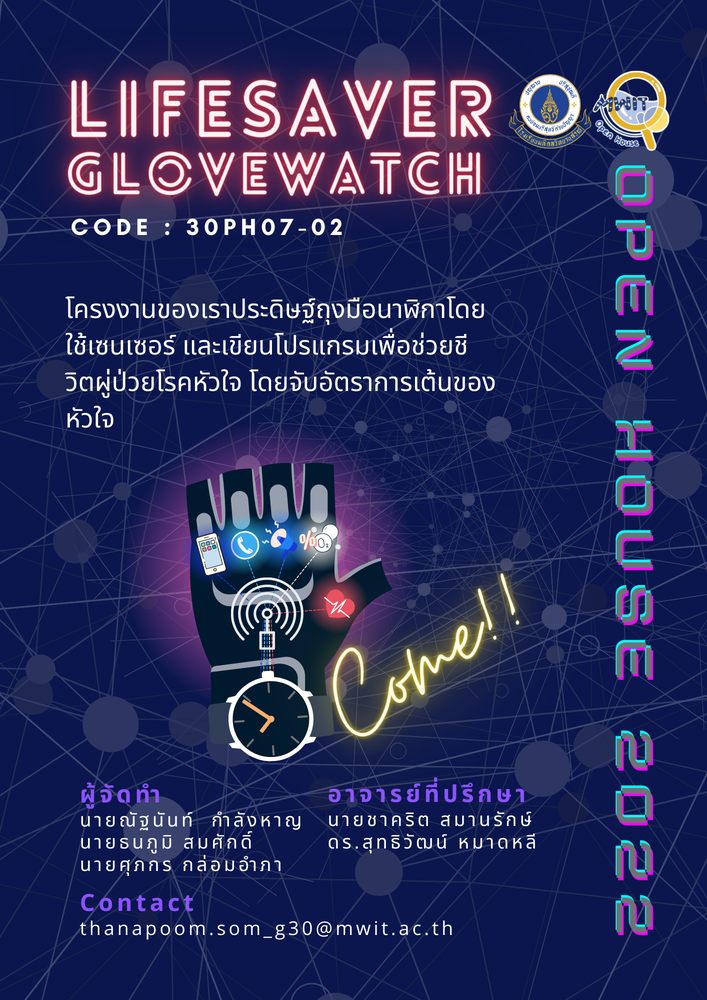 LIFESAVER
GLOVEWATCH
CODE : 30PH07-02
MWIT
Open House
OPEN HOUSE 2022
โครงงานของเราประดิษฐ์ถุงมือนาฬิกาโดย
ใช้เซนเซอร์ และเขียนโปรแกรมเพื่อช่วยชี
วิตผู่ป่วยโรคหัวใจ โดยจับอัตราการเต้นของ
หัวใจ
%
O₂
Come!!
ผู้จัดทำ
นายณัฐนันท์ กำลังหาญ
นายธนภูมิ สมศักดิ์
นายศุภกร กล่อมอำภา
อาจารย์ที่ปรึกษา
นายชาคริต สมานรักษ์
ดร.สุทธิวัฒน์ หมาดหลี
Contact
thanapoom.som_g30@mwit.ac.th